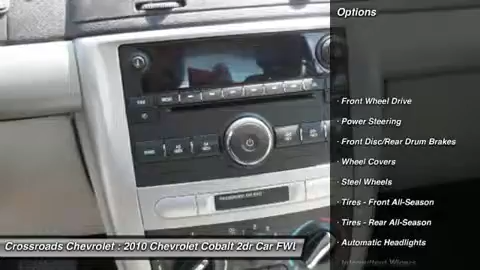 Options
· Front Wheel Drive
· Power Steering
· Front Disc/Rear Drum Brakes
· Wheel Covers
· Steel Wheels
· Tires - Front All-Season
· Tires - Rear All-Season
· Automatic Headlights
Crossroads Chevrolet : 2010 Chevrolet Cobalt 2dr Car FWL